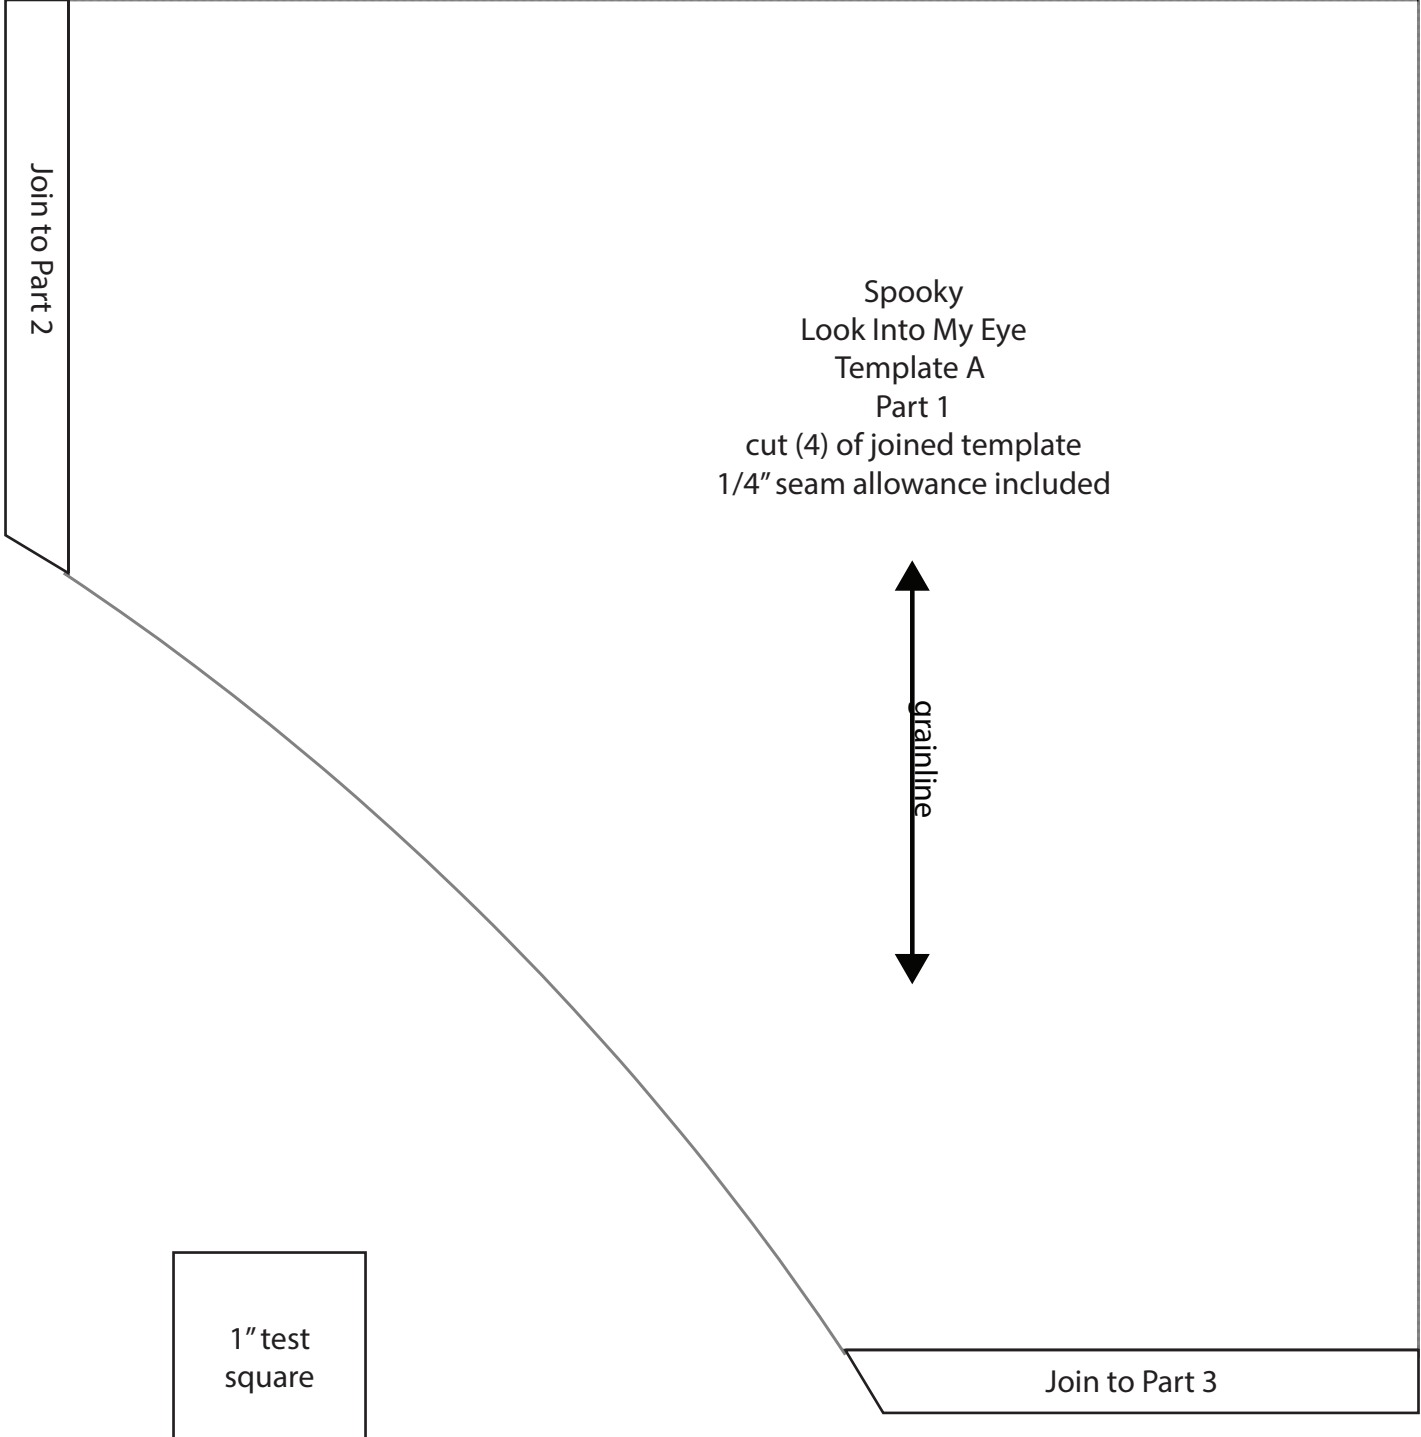 Join to Part 2
Spooky
Look Into My Eye
Template A
Part 1
cut (4) of joined template
1/4” seam allowance included
grainline
1” test
square
Join to Part 3